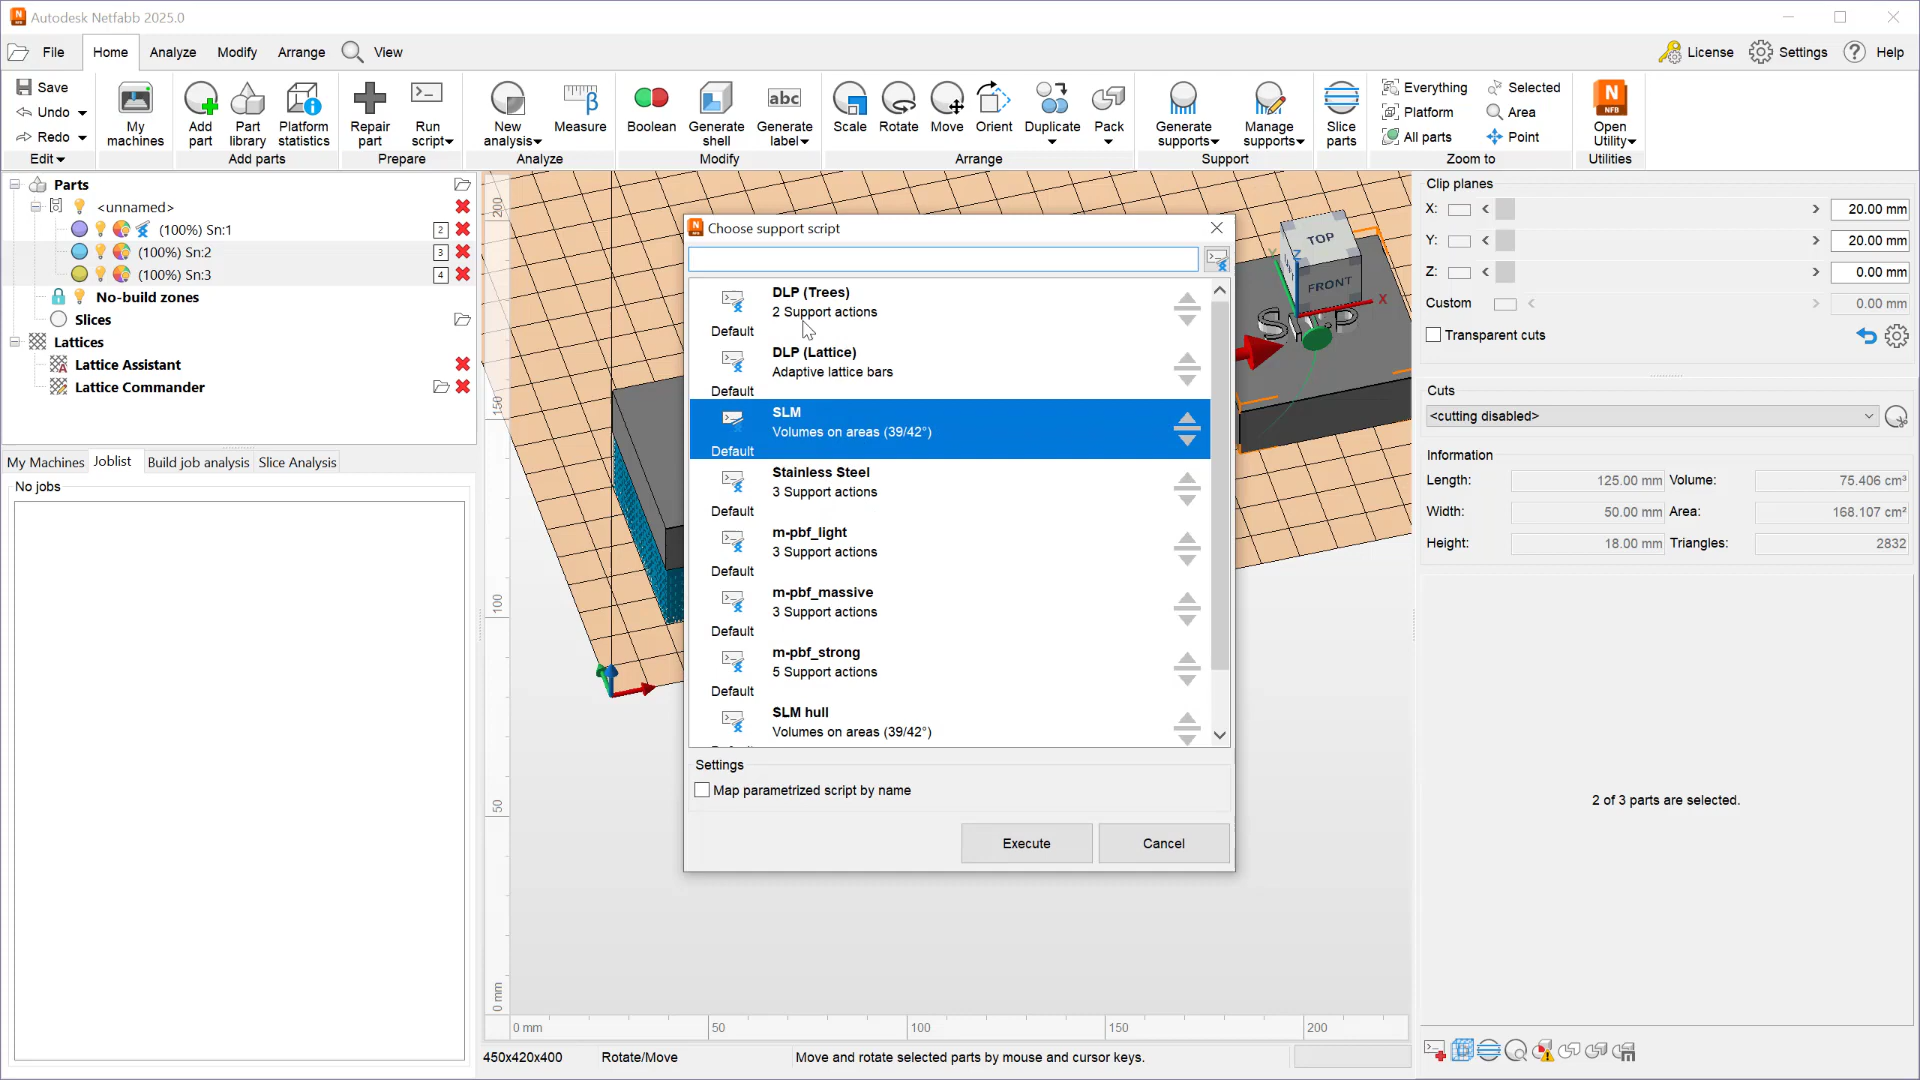 Autodesk Netfabb 2025.0
File
Home
Analyze
Modify
Arrange
View
License
Settings
Help
Save
Undo
Redo
Edit
My machines
Add part
Part library
Platform statistics
Add parts
Repair part
Run script
Prepare
New analysis
Measure
Analyze
Boolean
Generate shell
abc
Generate label
Modify
Scale
Rotate
Move
Orient
Duplicate
Pack
Arrange
Generate supports
Manage supports
Support
Slice parts
Everything
Selected
Platform
Area
All parts
Point
Zoom to
NFB
Open Utility
Utilities
Parts
<unnamed>
(100%) Sn:1
2
(100%) Sn:2
3
(100%) Sn:3
4
No-build zones
Slices
Lattices
Lattice Assistant
Lattice Commander
My Machines
Joblist
Build job analysis
Slice Analysis
No jobs
Choose support script
DLP (Trees)
2 Support actions
Default
DLP (Lattice)
Adaptive lattice bars
Default
SLM
Volumes on areas (39/42°)
Default
Stainless Steel
3 Support actions
Default
m-pbf_light
3 Support actions
Default
m-pbf_massive
3 Support actions
Default
m-pbf_strong
5 Support actions
Default
SLM hull
Volumes on areas (39/42°)
Settings
Map parametrized script by name
Execute
Cancel
TOP
FRONT
X
Y
Z
200
150
100
50
0 mm
0 mm
50
100
150
200
450x420x400
Rotate/Move
Move and rotate selected parts by mouse and cursor keys.
Clip planes
X:
20.00 mm
Y:
20.00 mm
Z:
0.00 mm
Custom
0.00 mm
Transparent cuts
Cuts
<cutting disabled>
Information
Length:
125.00 mm
Volume:
75.406 cm³
Width:
50.00 mm
Area:
168.107 cm²
Height:
18.00 mm
Triangles:
2832
2 of 3 parts are selected.